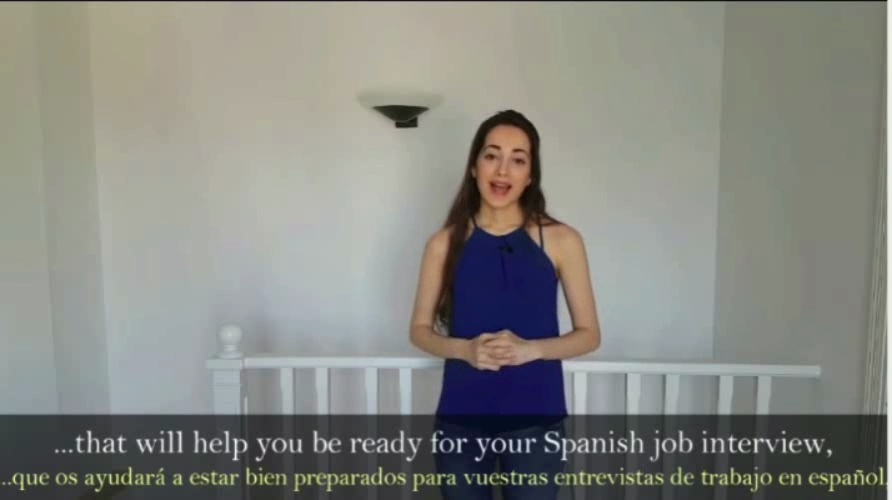 ...that will help you be ready for your Spanish job interview,
..que os ayudará a estar bien preparados para vuestras entrevistas de trabajo en español